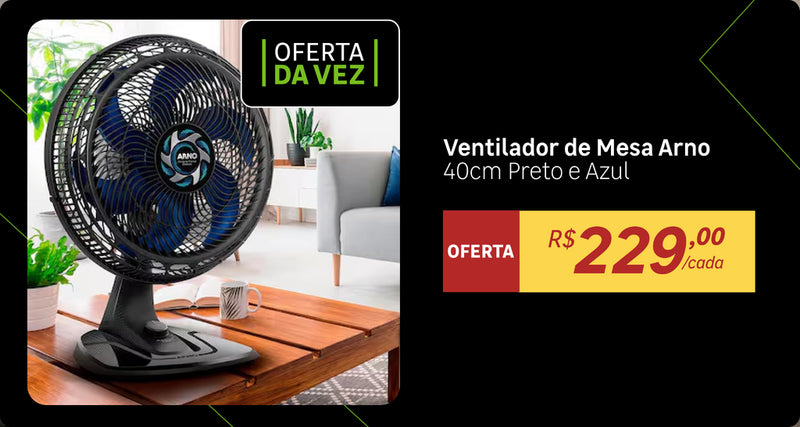 OFERTA
DA VEZ
ARNO
Ventilador de Mesa Arno
40cm Preto e Azul
OFERTA
R$229,00
/cada